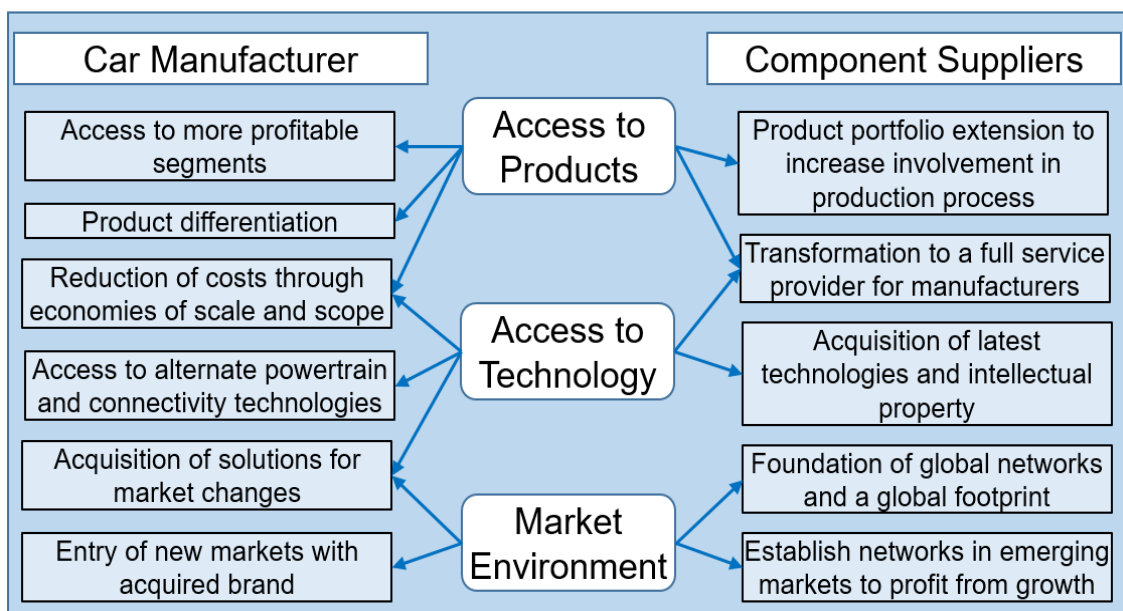 Car Manufacturer
Component Suppliers
Access to more profitable
segments
Product differentiation
Reduction of costs through
economies of scale and scope
Access to alternate powertrain
and connectivity technologies
Acquisition of solutions for
market changes
Entry of new markets with
acquired brand
Access to
Products
Access to
Technology
Market
Environment
Product portfolio extension to
increase involvement in
production process
Transformation to a full service
provider for manufacturers
Acquisition of latest
technologies and intellectual
property
Foundation of global networks
and a global footprint
Establish networks in emerging
markets to profit from growth